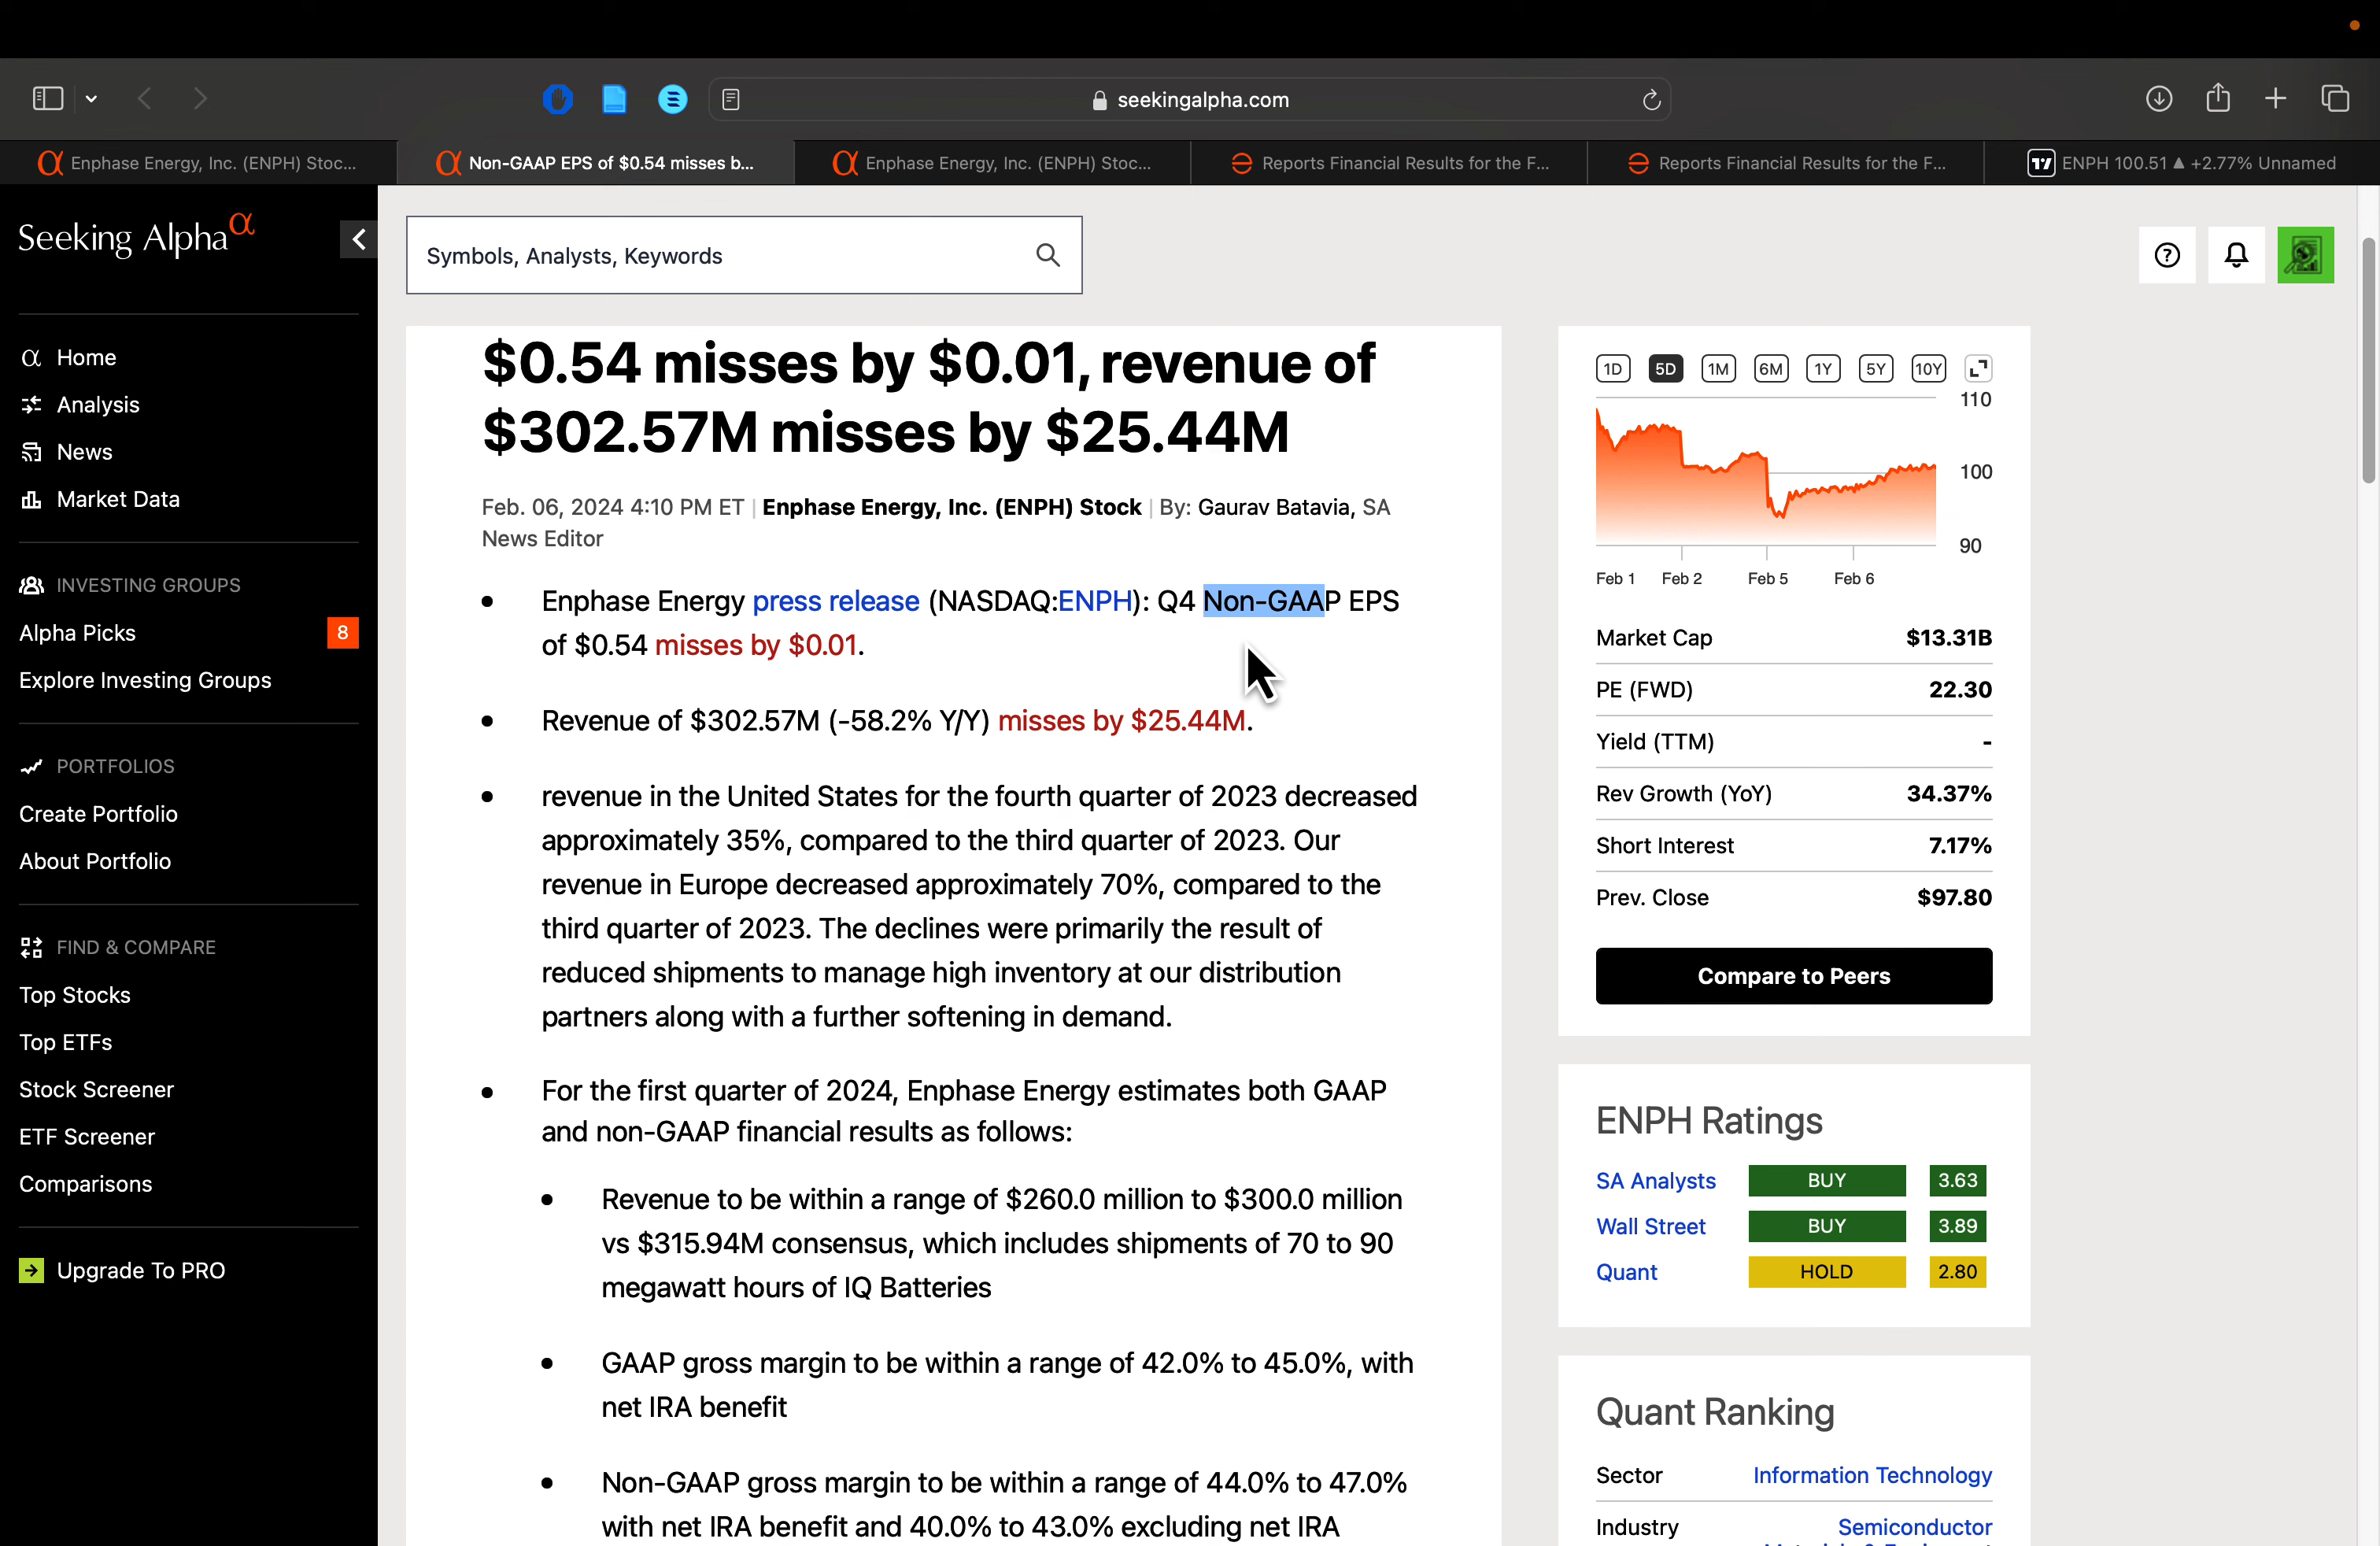 seekingalpha.com
Enphase Energy, Inc. (ENPH) Stoc...
Non-GAAP EPS of $0.54 misses b...
Enphase Energy, Inc. (ENPH) Stoc...
Reports Financial Results for the F...
Reports Financial Results for the F...
ENPH 100.51 ▲ +2.77% Unnamed
Seeking Alpha α
Symbols, Analysts, Keywords
Home
Analysis
News
Market Data
INVESTING GROUPS
Alpha Picks 8
Explore Investing Groups
PORTFOLIOS
Create Portfolio
About Portfolio
FIND & COMPARE
Top Stocks
Top ETFs
Stock Screener
ETF Screener
Comparisons
Upgrade To PRO
$0.54 misses by $0.01, revenue of
$302.57M misses by $25.44M
Feb. 06, 2024 4:10 PM ET | Enphase Energy, Inc. (ENPH) Stock | By: Gaurav Batavia, SA
News Editor
• Enphase Energy press release (NASDAQ:ENPH): Q4 Non-GAAP EPS
of $0.54 misses by $0.01.
• Revenue of $302.57M (-58.2% Y/Y) misses by $25.44M.
• revenue in the United States for the fourth quarter of 2023 decreased
approximately 35%, compared to the third quarter of 2023. Our
revenue in Europe decreased approximately 70%, compared to the
third quarter of 2023. The declines were primarily the result of
reduced shipments to manage high inventory at our distribution
partners along with a further softening in demand.
• For the first quarter of 2024, Enphase Energy estimates both GAAP
and non-GAAP financial results as follows:
• Revenue to be within a range of $260.0 million to $300.0 million
vs $315.94M consensus, which includes shipments of 70 to 90
megawatt hours of IQ Batteries
• GAAP gross margin to be within a range of 42.0% to 45.0%, with
net IRA benefit
• Non-GAAP gross margin to be within a range of 44.0% to 47.0%
with net IRA benefit and 40.0% to 43.0% excluding net IRA
1D 5D 1M 6M 1Y 5Y 10Y
110
100
90
Feb 1 Feb 2 Feb 5 Feb 6
Market Cap $13.31B
PE (FWD) 22.30
Yield (TTM) -
Rev Growth (YoY) 34.37%
Short Interest 7.17%
Prev. Close $97.80
Compare to Peers
ENPH Ratings
SA Analysts BUY 3.63
Wall Street BUY 3.89
Quant HOLD 2.80
Quant Ranking
Sector Information Technology
Industry Semiconductor